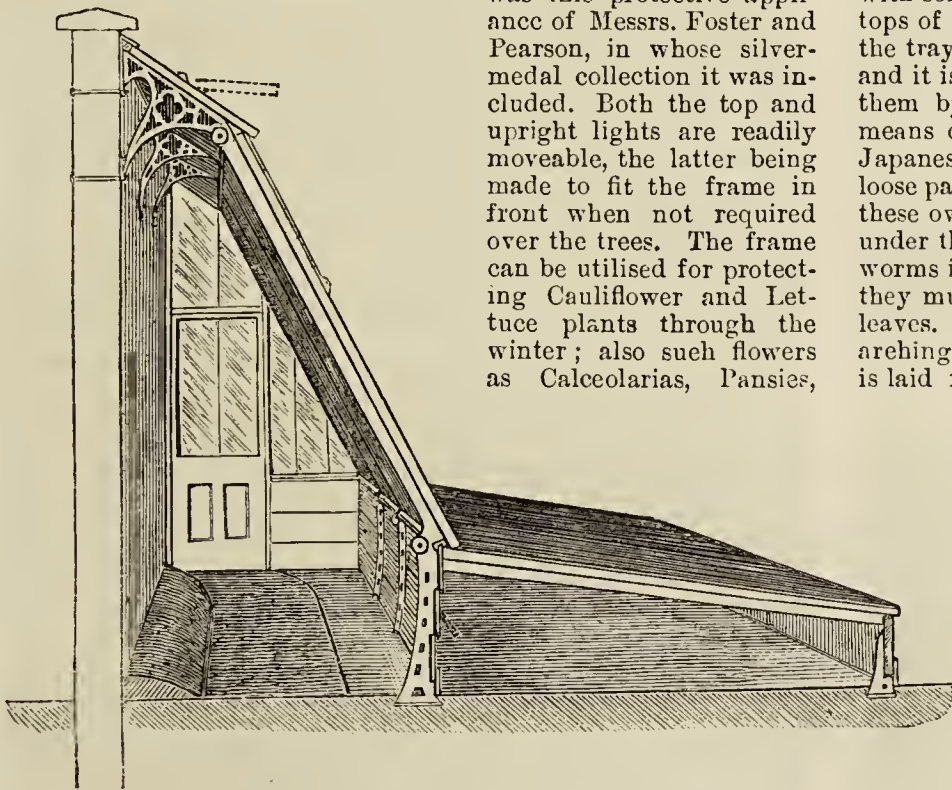 was this protective appli-
ance of Messrs. Foster and
Pearson, in whose silver-
medal collection it was in-
cluded. Both the top and
upright lights are readily
moveable, the latter being
made to fit the frame in
front when not required
over the trees. The frame
can be utilised for protect-
ing Cauliflower and Let-
tuce plants through the
winter; also such flowers
as Calceolarias, Pansies,
tops of
the tray
and it is
them b
means o
Japanes
loose pa
these ov
under th
worms i
they mu
leaves.
arching
is laid